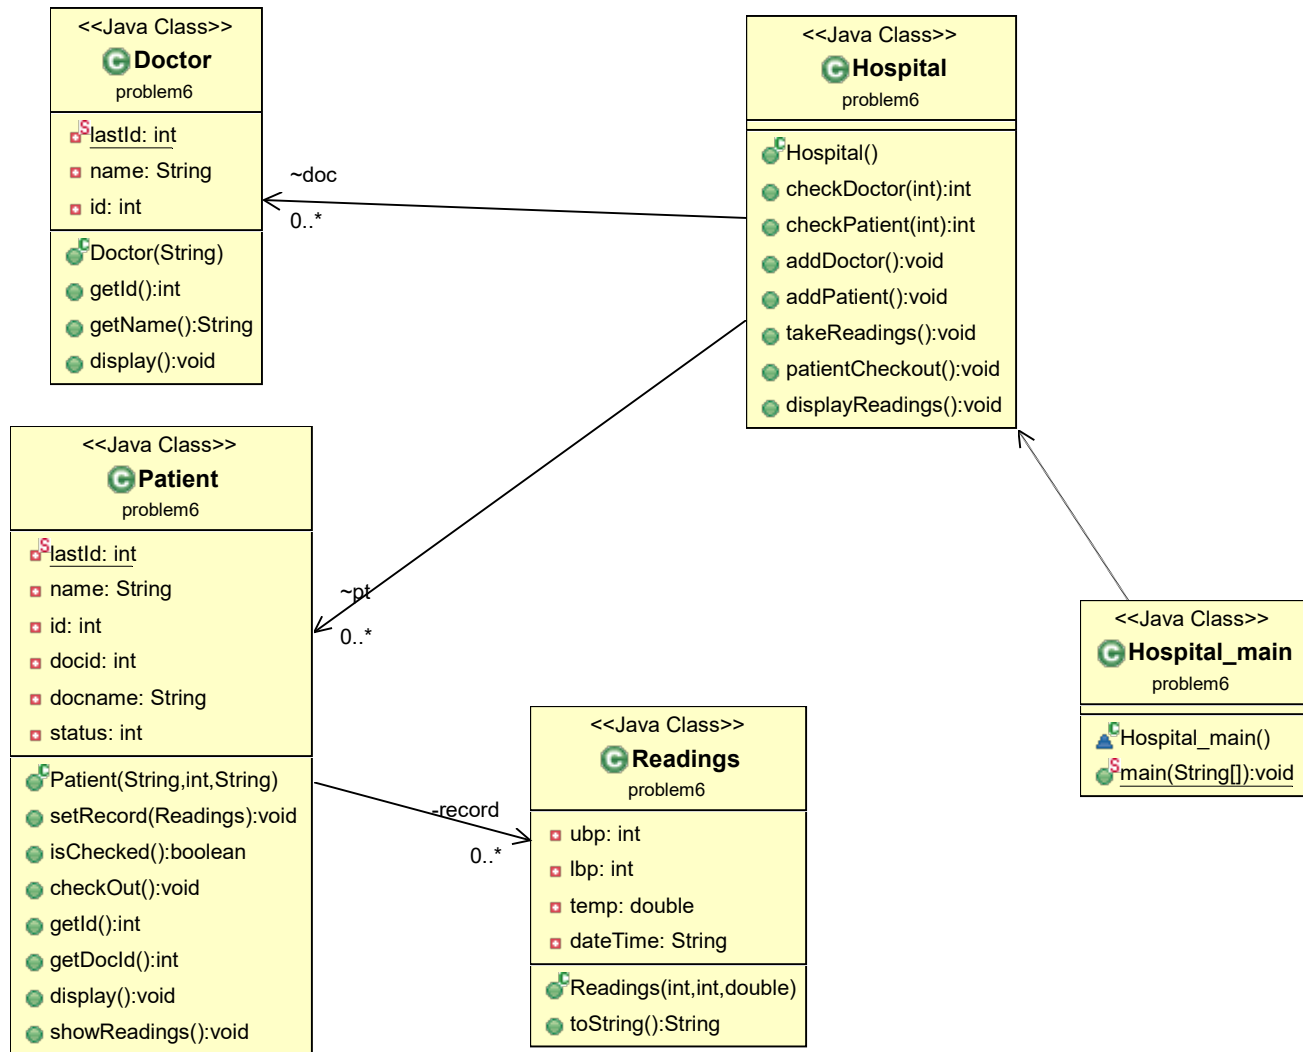 <<Java Class>>
Doctor
problem6
lastId: int
name: String
id: int
Doctor(String)
getId():int
getName():String
display():void
~doc
0..*
<<Java Class>>
Hospital
problem6
Hospital()
checkDoctor(int):int
checkPatient(int):int
addDoctor():void
addPatient():void
takeReadings():void
patientCheckout():void
displayReadings():void
<<Java Class>>
Patient
problem6
lastId: int
name: String
id: int
docid: int
docname: String
status: int
Patient(String,int,String)
setRecord(Readings):void
isChecked():boolean
checkOut():void
getId():int
getDocId():int
display():void
showReadings():void
~pt
0..*
-record
0..*
<<Java Class>>
Readings
problem6
ubp: int
lbp: int
temp: double
dateTime: String
Readings(int,int,double)
toString():String
<<Java Class>>
Hospital_main
problem6
Hospital_main()
main(String[]):void